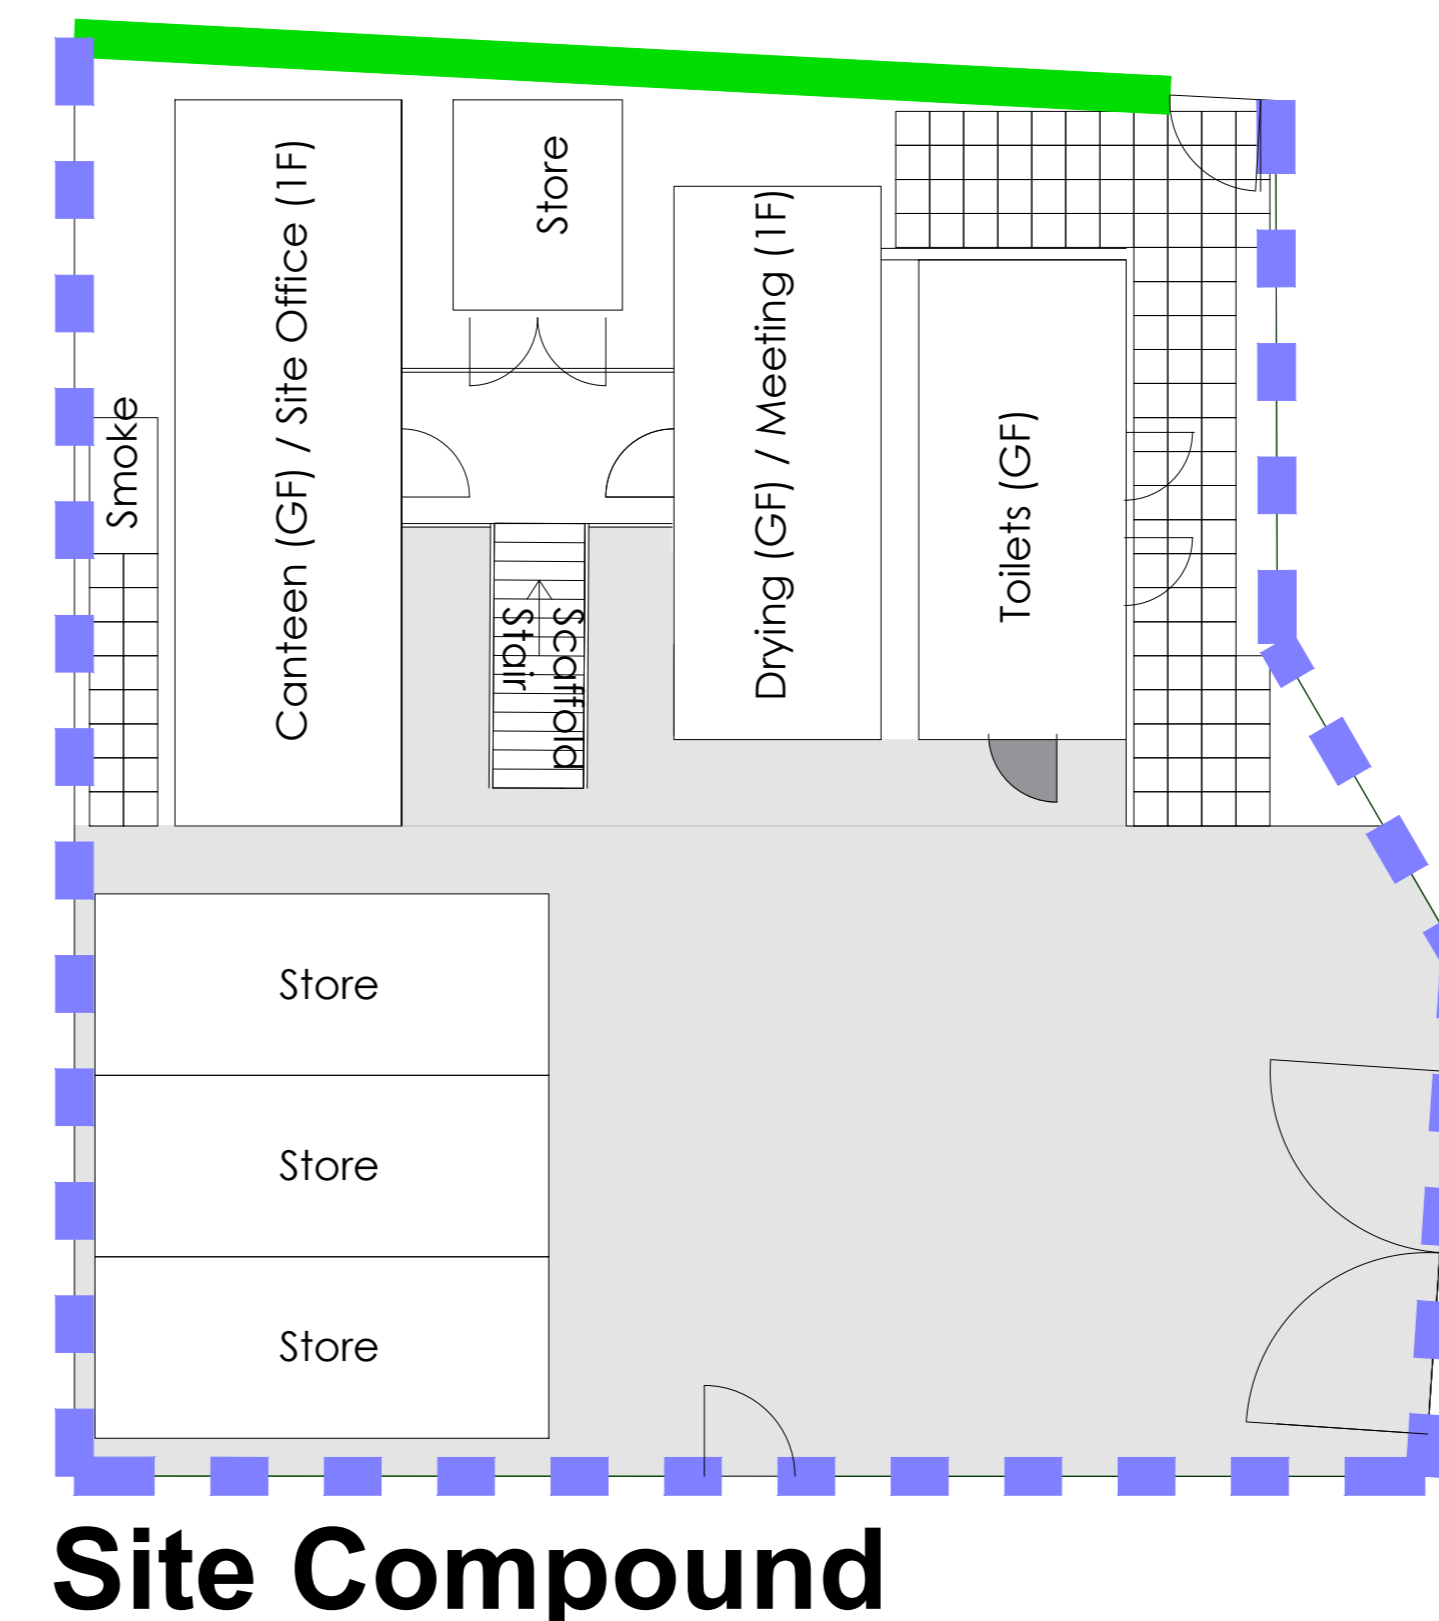 Store
Canteen (GF) / Site Office (1F)
Drying (GF) / Meeting (1F)
Smoke
Toilets (GF)
Scaffold
Stair
Store
Store
Store
Site Compound